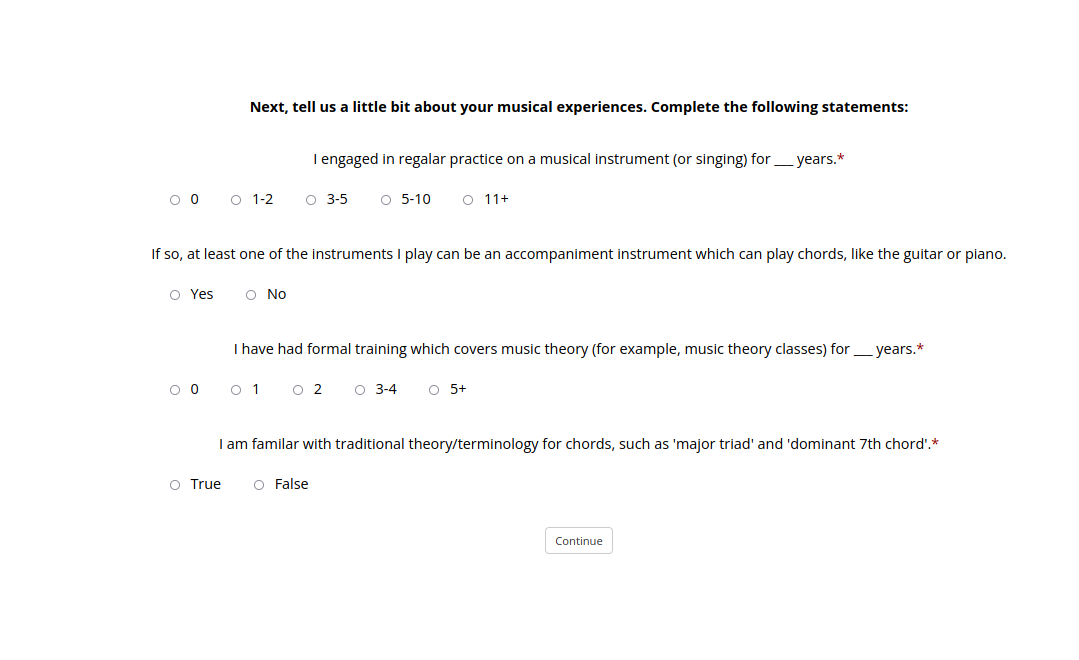 Next, tell us a little bit about your musical experiences. Complete the following statements:
I engaged in regalar practice on a musical instrument (or singing) for __ years.*
0 1-2 3-5 5-10 11+
If so, at least one of the instruments I play can be an accompaniment instrument which can play chords, like the guitar or piano.
Yes No
I have had formal training which covers music theory (for example, music theory classes) for __ years.*
0 1 2 3-4 5+
I am familar with traditional theory/terminology for chords, such as 'major triad' and 'dominant 7th chord'.*
True False
Continue